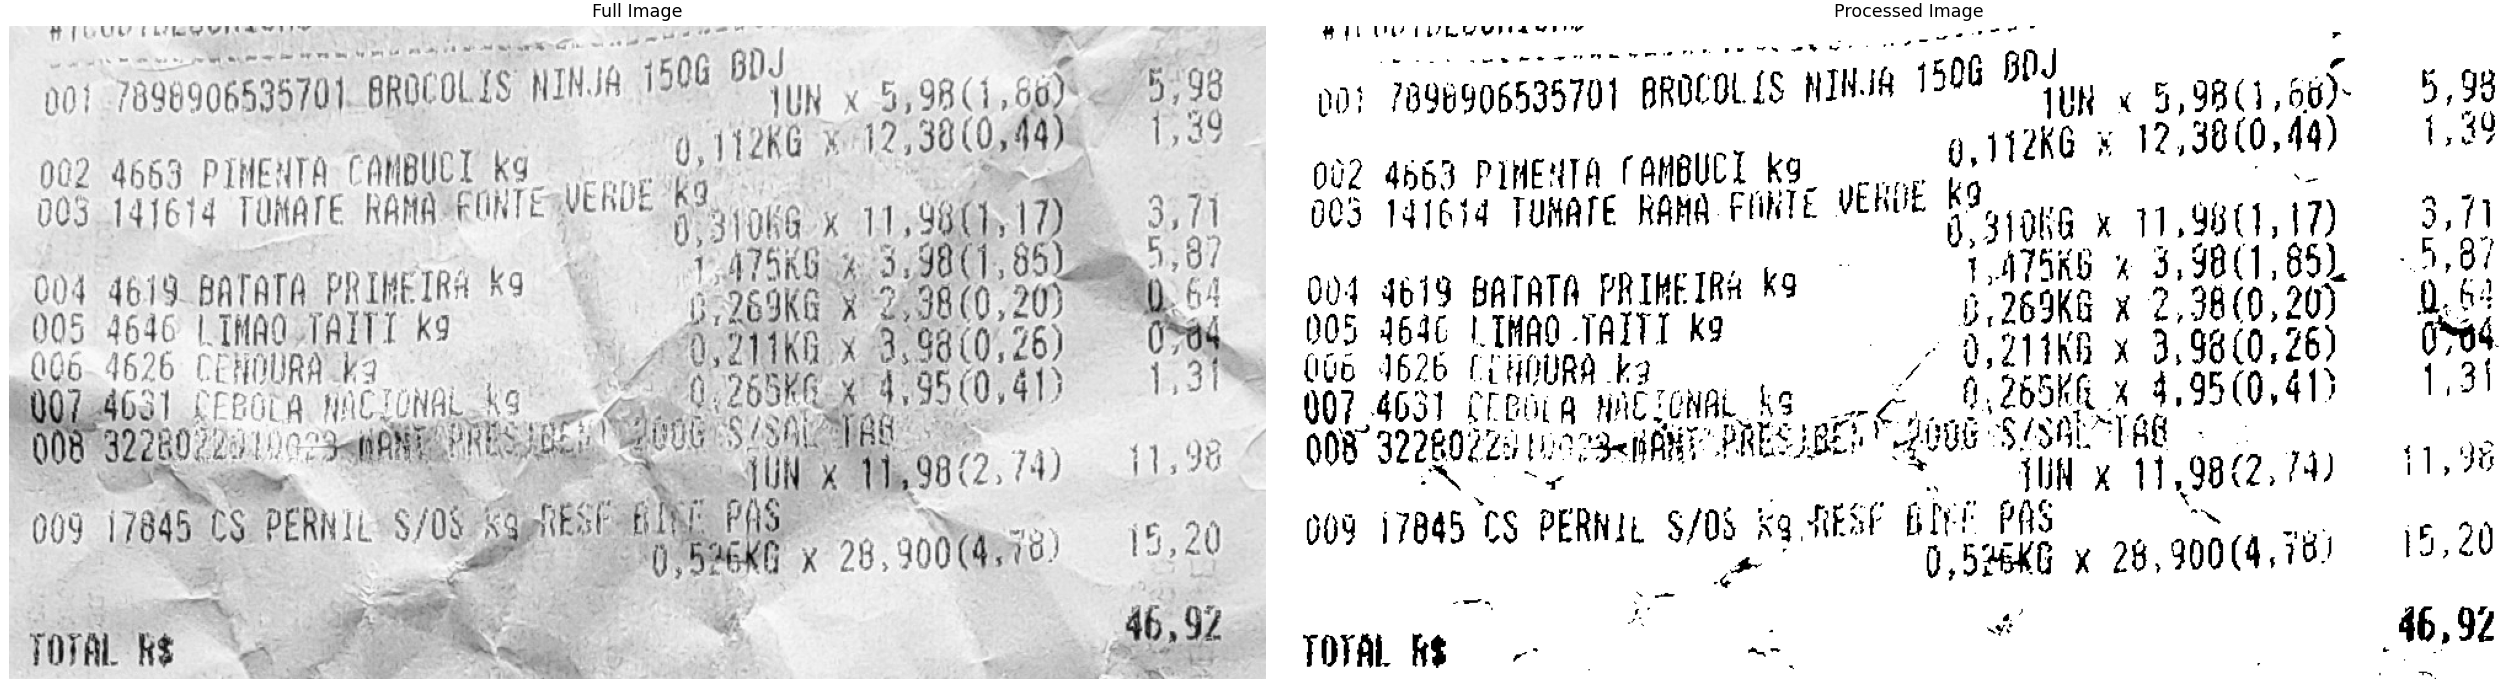 Full Image
001 7898906535701 BROCOLIS NINJA 150G BDJ
1UN x 5,98(1,88) 5,98
0,112KG x 12,38(0,44) 1,39
002 4663 PIMENTA CAMBUCI kg
003 141614 TOMATE RAMA FONTE VERDE kg
0,310KG x 11,98(1,17) 3,71
1,475KG x 3,98(1,85) 5,87
004 4619 BATATA PRIMEIRA kg
0,269KG x 2,38(0,20) 0,64
005 4646 LIMAO TAITI kg
0,211KG x 3,98(0,26) 0,84
006 4626 CENOURA kg
0,265KG x 4,95(0,41) 1,31
007 4631 CEBOLA NACIONAL kg
008 MANT PRESIDENT 200G S/SAL TAB
1UN x 11,98(2,74) 11,98
009 17845 CS PERNIL S/OS kg RESF BIFE PAS
0,526KG x 28,900(4,78) 15,20
46,92
TOTAL R$
Processed Image
001 7898906535701 BROCOLIS NINJA 150G BDJ
1UN x 5,98(1,88) 5,98
0,112KG x 12,38(0,44) 1,39
002 4663 PIMENTA CAMBUCI kg
003 141614 TOMATE RAMA FONTE VERDE kg
0,310KG x 11,98(1,17) 3,71
1,475KG x 3,98(1,85) 5,87
004 4619 BATATA PRIMEIRA kg
0,269KG x 2,38(0,20) 0,64
005 4646 LIMAO TAITI kg
0,211KG x 3,98(0,26) 0,84
006 4626 CENOURA kg
0,265KG x 4,95(0,41) 1,31
007 4631 CEBOLA NACIONAL kg
008 MANT PRESIDENT 200G S/SAL TAB
1UN x 11,98(2,74) 11,98
009 17845 CS PERNIL S/OS kg RESF BIFE PAS
0,526KG x 28,900(4,78) 15,20
46,92
TOTAL R$